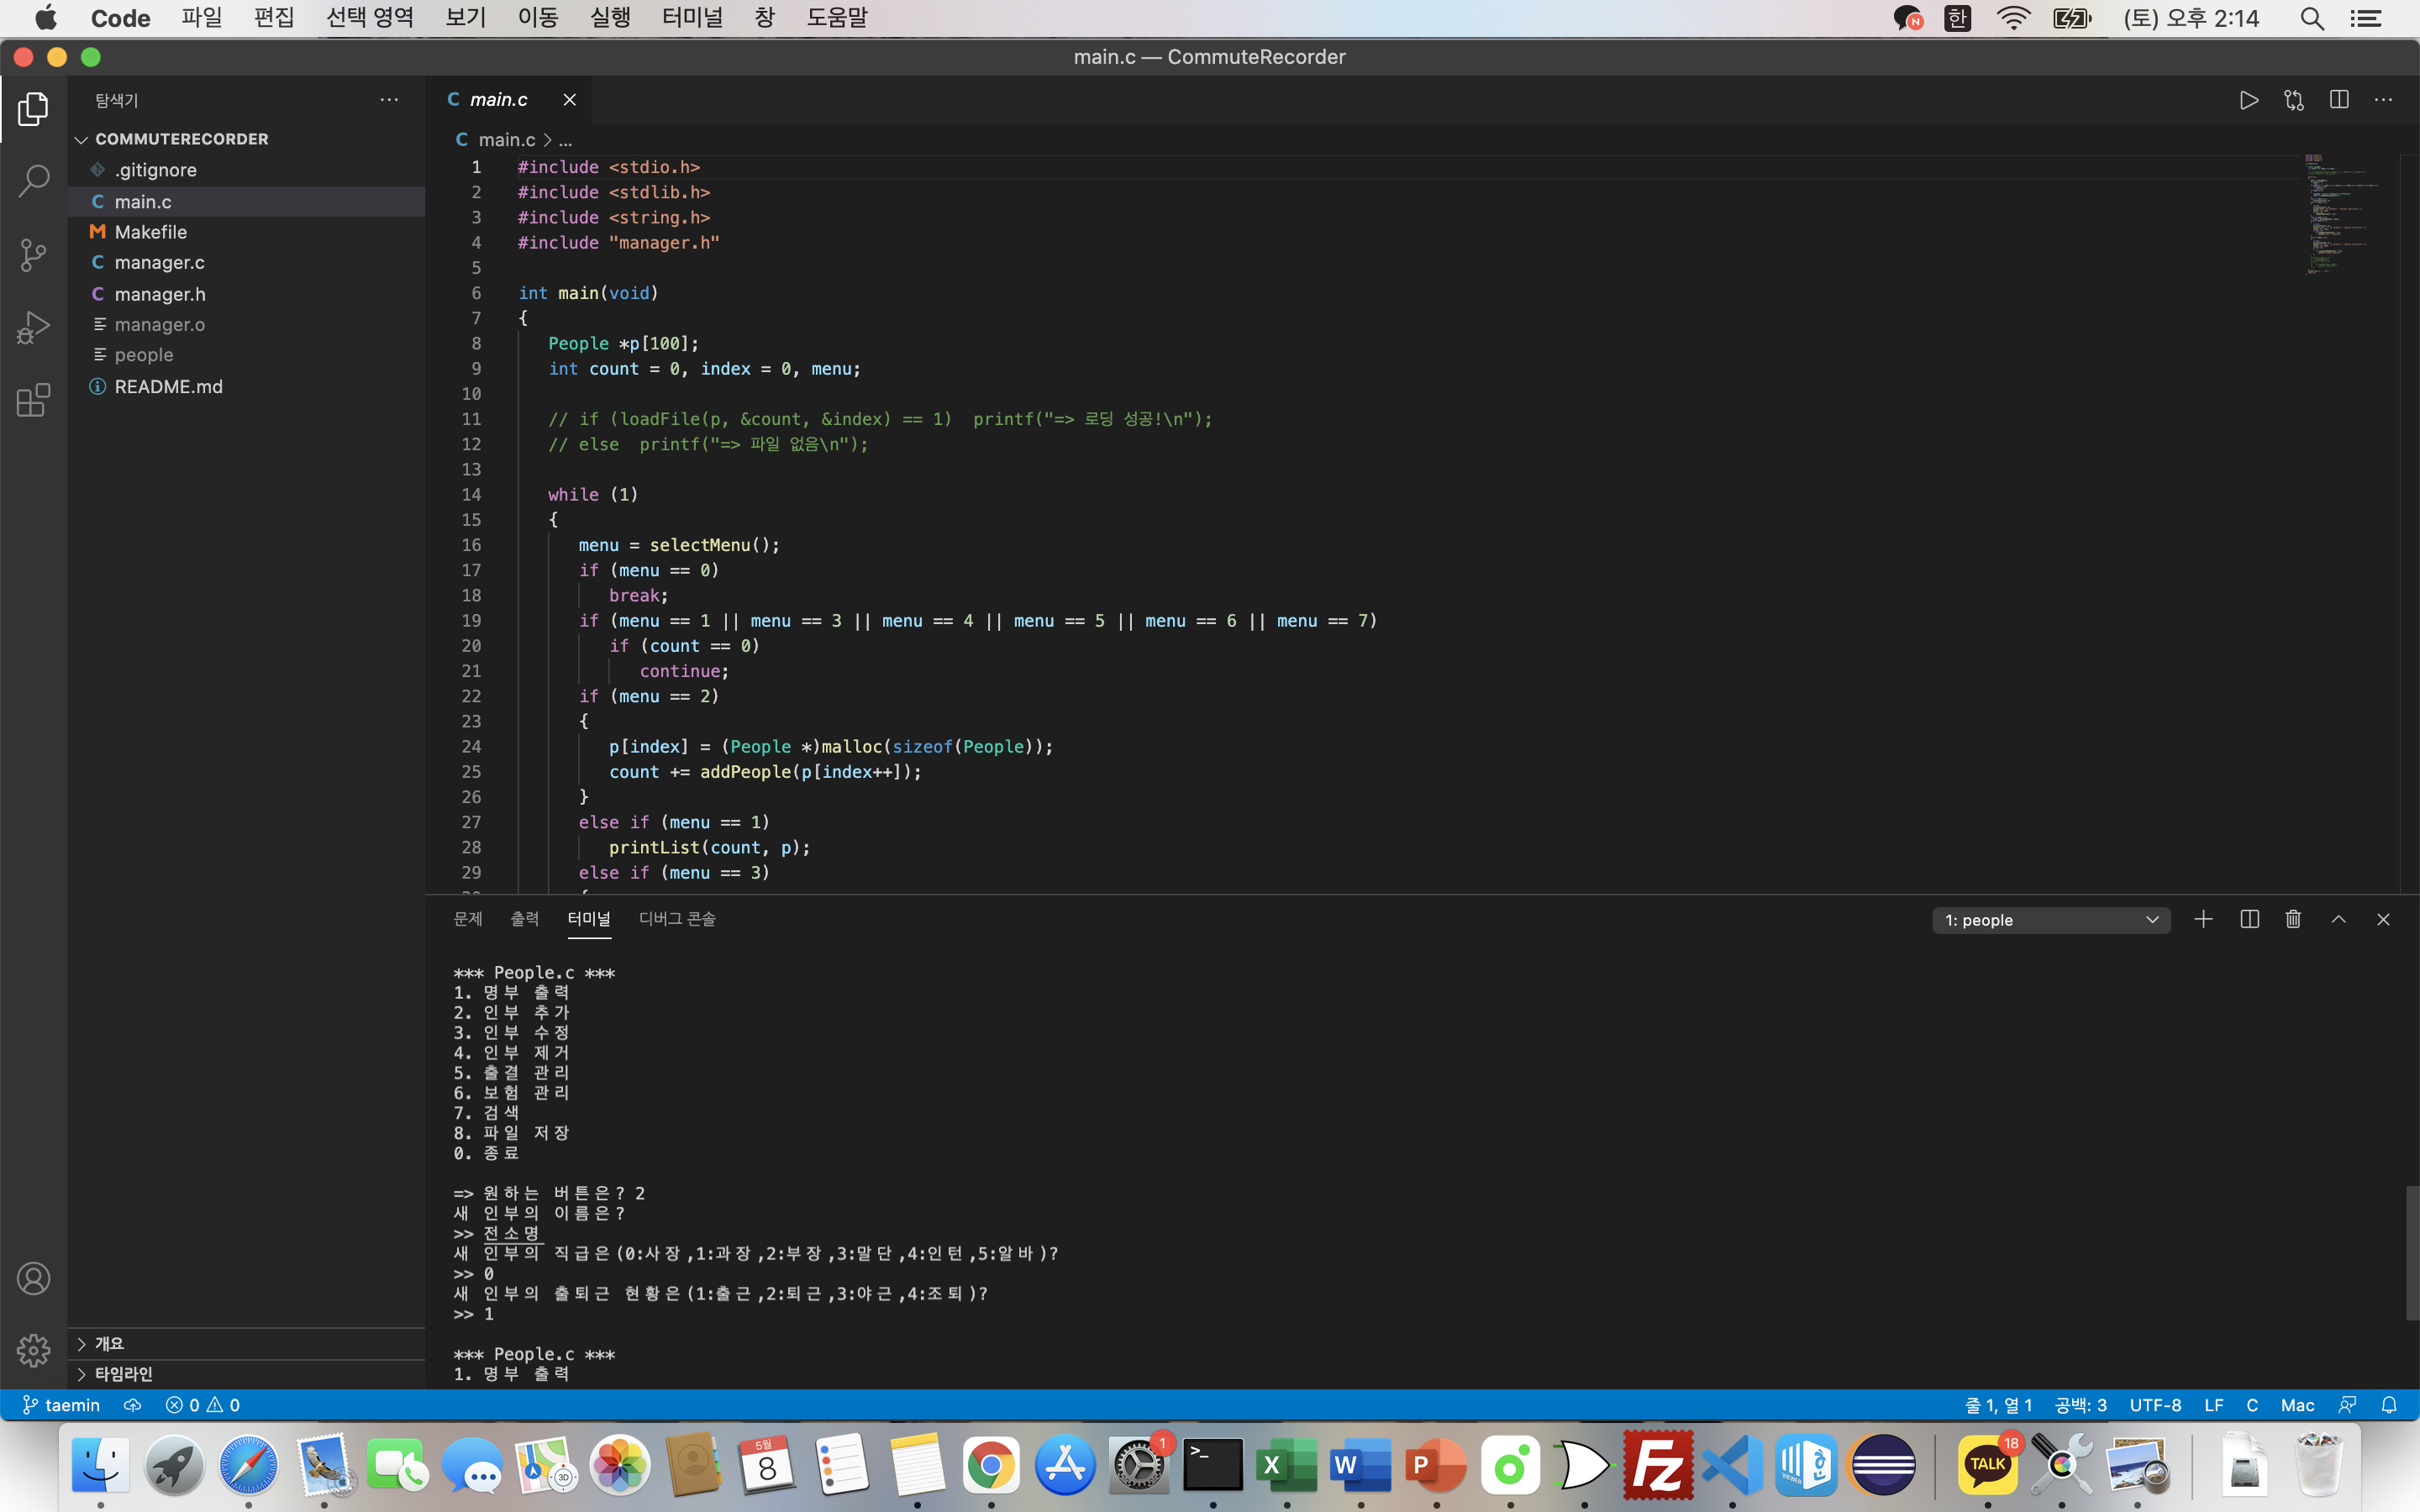 Code 파일 편집 선택 영역 보기 이동 실행 터미널 창 도움말 한 (토) 오후 2:14
main.c — CommuteRecorder
탐색기 ...
C main.c
COMMUTERECORDER
C main.c > ...
.gitignore
C main.c
M Makefile
C manager.c
C manager.h
manager.o
people
README.md
1 #include <stdio.h>
2 #include <stdlib.h>
3 #include <string.h>
4 #include "manager.h"
5
6 int main(void)
7 {
8 People *p[100];
9 int count = 0, index = 0, menu;
10
11 // if (loadFile(p, &count, &index) == 1)  printf("=> 로딩 성공!\n");
12 // else  printf("=> 파일 없음\n");
13
14 while (1)
15 {
16 menu = selectMenu();
17 if (menu == 0)
18 break;
19 if (menu == 1 || menu == 3 || menu == 4 || menu == 5 || menu == 6 || menu == 7)
20 if (count == 0)
21 continue;
22 if (menu == 2)
23 {
24 p[index] = (People *)malloc(sizeof(People));
25 count += addPeople(p[index++]);
26 }
27 else if (menu == 1)
28 printList(count, p);
29 else if (menu == 3)
문제 출력 터미널 디버그 콘솔 1: people
*** People.c ***
1. 명부 출력
2. 인부 추가
3. 인부 수정
4. 인부 제거
5. 출결 관리
6. 보험 관리
7. 검색
8. 파일 저장
0. 종료
=> 원하는 버튼은? 2
새 인부의 이름은?
>> 전소명
새 인부의 직급은(0:사장,1:과장,2:부장,3:말단,4:인턴,5:알바)?
>> 0
새 인부의 출퇴근 현황은(1:출근,2:퇴근,3:야근,4:조퇴)?
>> 1
*** People.c ***
1. 명부 출력
개요
타임라인
taemin 0 0 줄 1, 열 1 공백: 3 UTF-8 LF C Mac
5월
8
3D
1
>_
X
W
P
Fz
VIEWER
한
TALK
18